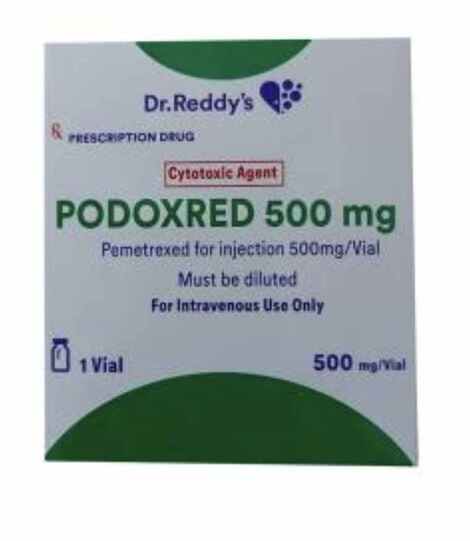 Dr.Reddy's
℞ PRESCRIPTION DRUG
Cytotoxic Agent
PODOXRED 500 mg
Pemetrexed for injection 500mg/Vial
Must be diluted
For Intravenous Use Only
1 Vial
500 mg/Vial